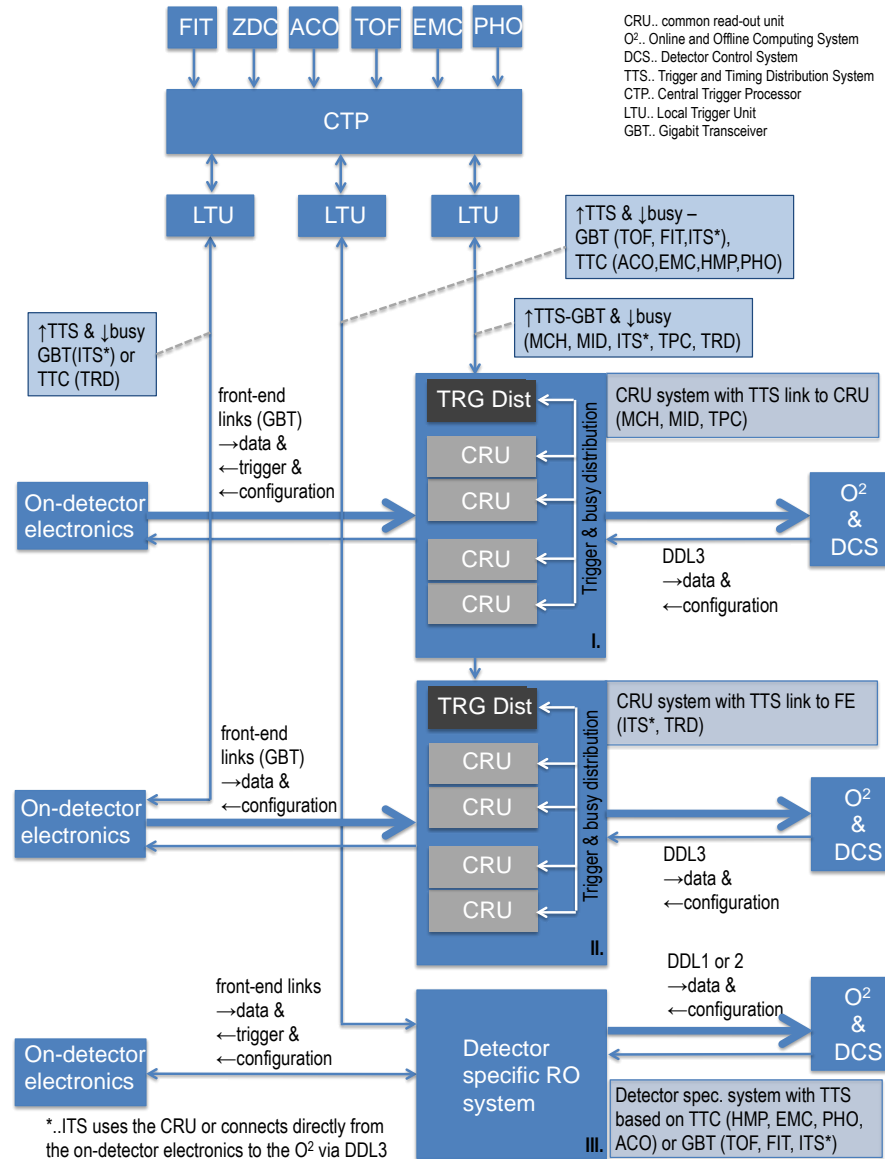 FIT ZDC ACO TOF EMC PHO
CRU.. common read-out unit
O².. Online and Offline Computing System
DCS.. Detector Control System
TTS.. Trigger and Timing Distribution System
CTP.. Central Trigger Processor
LTU.. Local Trigger Unit
GBT.. Gigabit Transceiver
CTP
LTU LTU LTU
↑TTS & ↓busy –
GBT (TOF, FIT,ITS*),
TTC (ACO,EMC,HMP,PHO)
↑TTS & ↓busy
GBT(ITS*) or
TTC (TRD)
↑TTS-GBT & ↓busy
(MCH, MID, ITS*, TPC, TRD)
front-end
links (GBT)
→data &
←trigger &
←configuration
On-detector
electronics
TRG Dist
CRU
CRU
CRU
CRU
Trigger & busy distribution
I.
CRU system with TTS link to CRU
(MCH, MID, TPC)
O²
&
DCS
DDL3
→data &
←configuration
front-end
links (GBT)
→data &
←configuration
On-detector
electronics
TRG Dist
CRU
CRU
CRU
CRU
Trigger & busy distribution
II.
CRU system with TTS link to FE
(ITS*, TRD)
O²
&
DCS
DDL3
→data &
←configuration
front-end links
→data &
←trigger &
←configuration
On-detector
electronics
Detector
specific RO
system
III.
DDL1 or 2
→data &
←configuration
O²
&
DCS
Detector spec. system with TTS
based on TTC (HMP, EMC, PHO,
ACO) or GBT (TOF, FIT, ITS*)
*..ITS uses the CRU or connects directly from
the on-detector electronics to the O² via DDL3